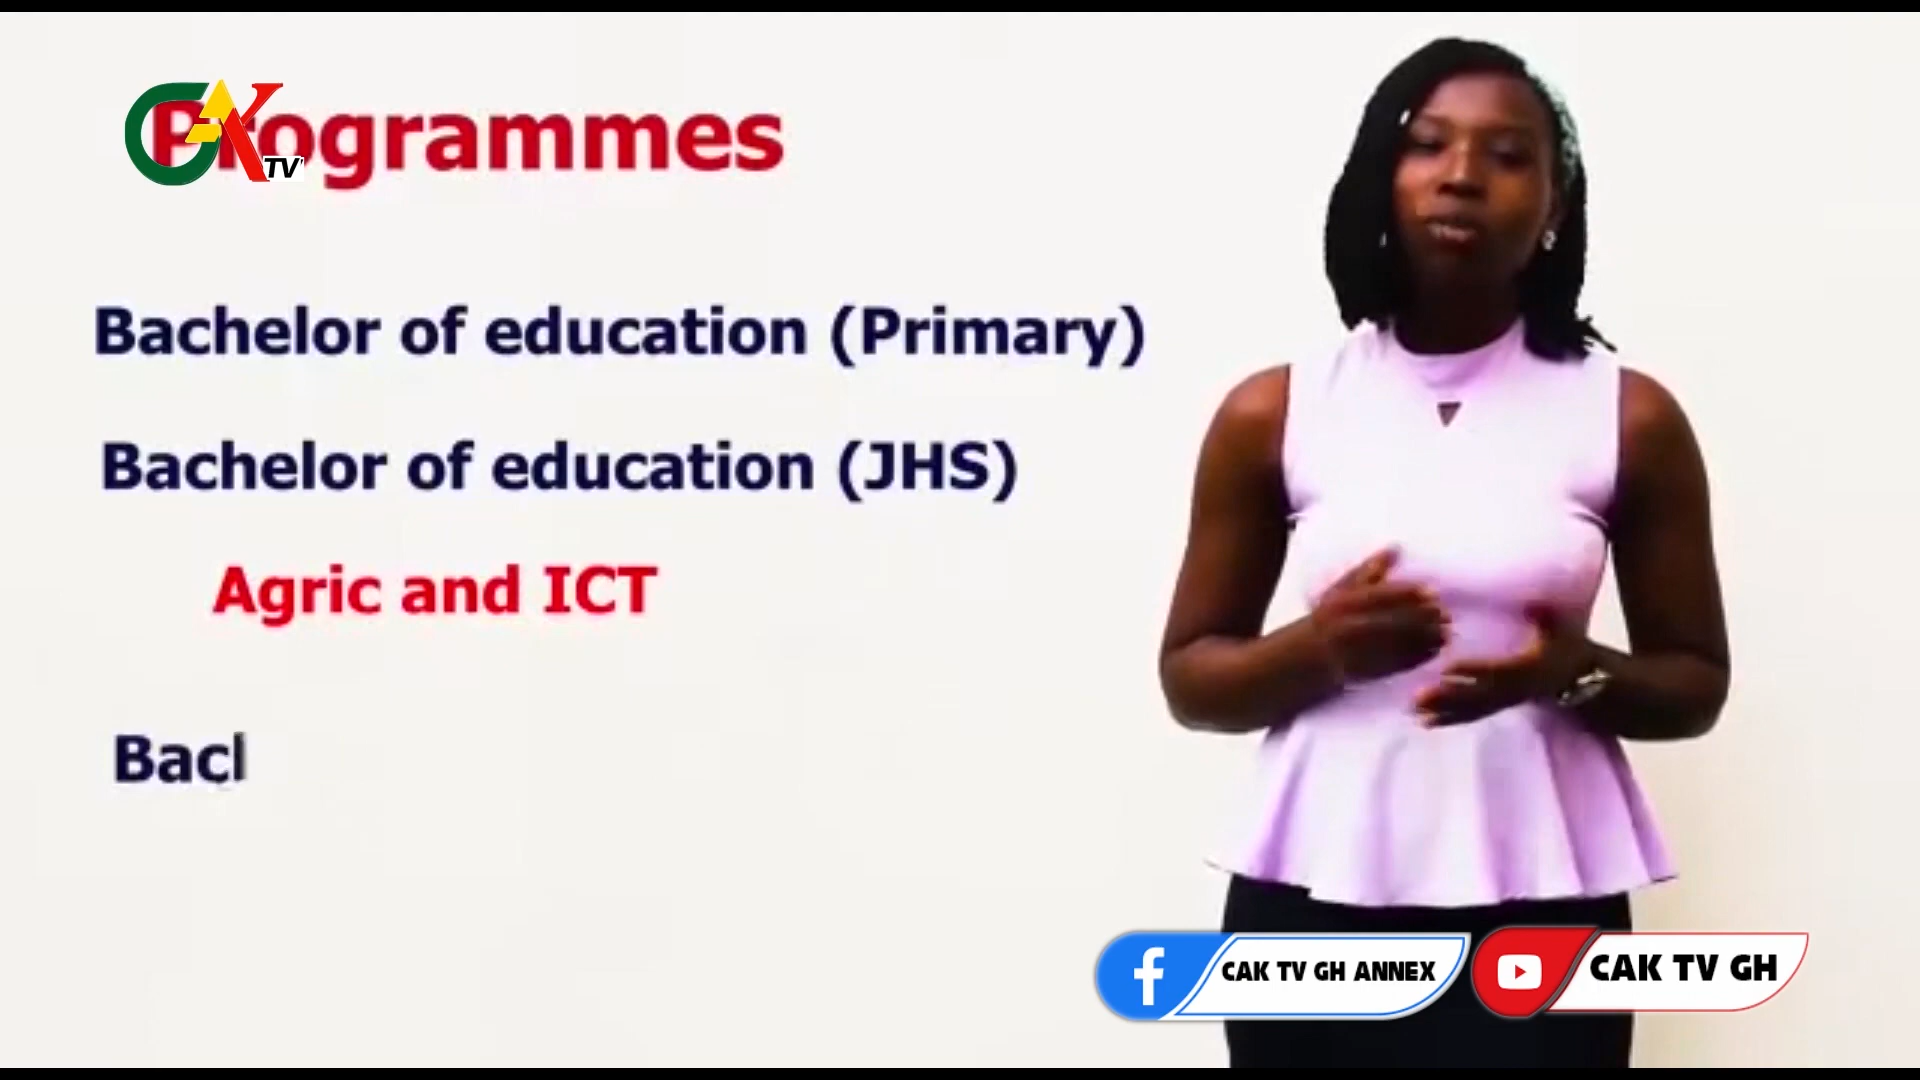 CAK TV
Programmes
Bachelor of education (Primary)
Bachelor of education (JHS)
Agric and ICT
Bacl
CAK TV GH ANNEX
CAK TV GH